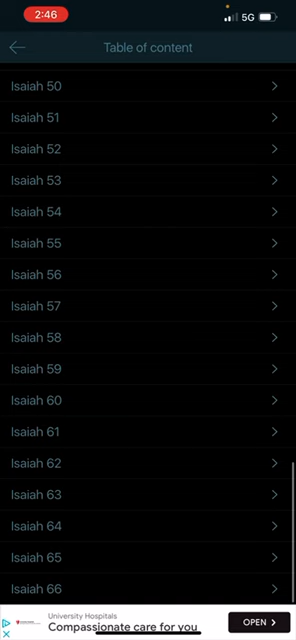 2:46
5G
Table of content
Isaiah 50
Isaiah 51
Isaiah 52
Isaiah 53
Isaiah 54
Isaiah 55
Isaiah 56
Isaiah 57
Isaiah 58
Isaiah 59
Isaiah 60
Isaiah 61
Isaiah 62
Isaiah 63
Isaiah 64
Isaiah 65
Isaiah 66
University Hospitals
Compassionate care for you
OPEN